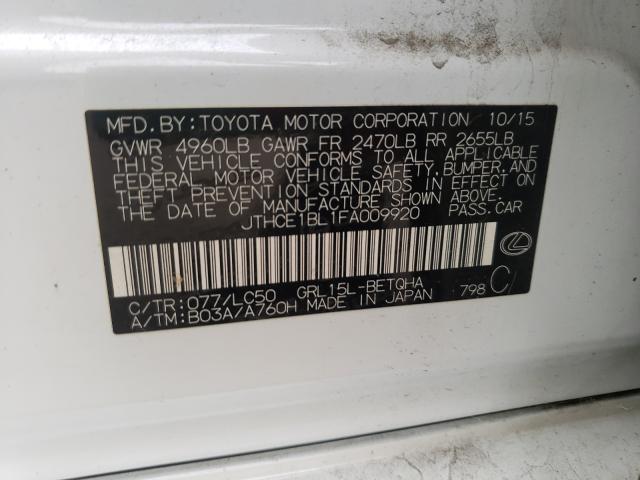 MFD.BY:TOYOTA MOTOR CORPORATION 10/15
GVWR 4960LB GAWR FR 2470LB RR 2655LB
THIS VEHICLE CONFORMS TO ALL APPLICABLE
FEDERAL MOTOR VEHICLE SAFETY,BUMPER,AND
THEFT PREVENTION STANDARDS IN EFFECT ON
THE DATE OF MANUFACTURE SHOWN ABOVE.
JTHCE1BL1FA009920 PASS.CAR
C/TR:077/LC50 GRL15L-BETQHA
A/TM:B03A/A760H MADE IN JAPAN 798 C